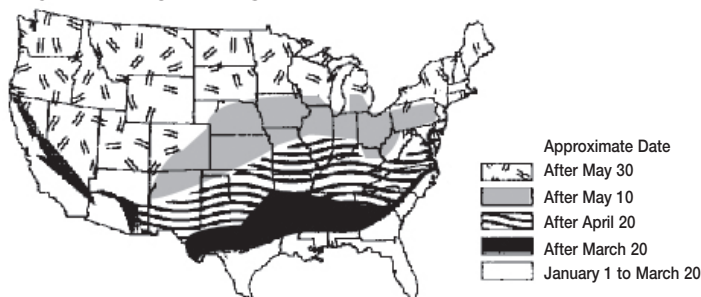 Approximate Date
After May 30
After May 10
After April 20
After March 20
January 1 to March 20